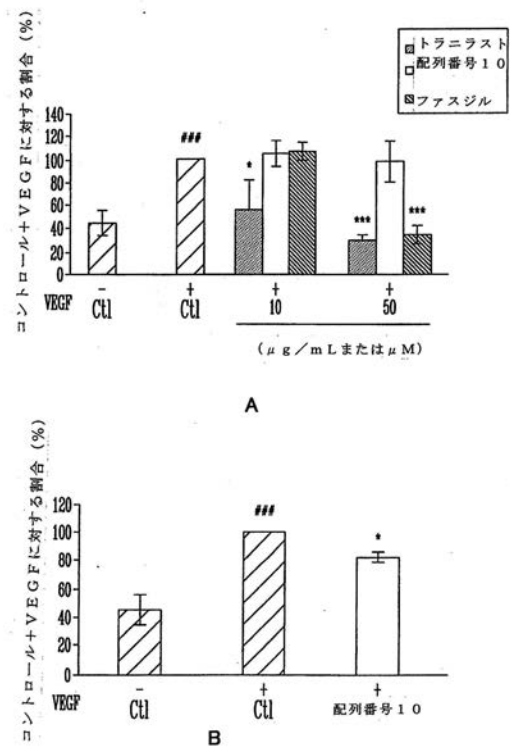 コントロール+VEGFに対する割合 (%)
トラニラスト
配列番号10
ファスジル
140
120
100
80
60
40
20
0
###
*
***
***
VEGF
− + + +
Ctl Ctl 10 50
(μg/mLまたはμM)
A
コントロール+VEGFに対する割合 (%)
120
100
80
60
40
20
0
###
*
VEGF
− + +
Ctl Ctl 配列番号10
B